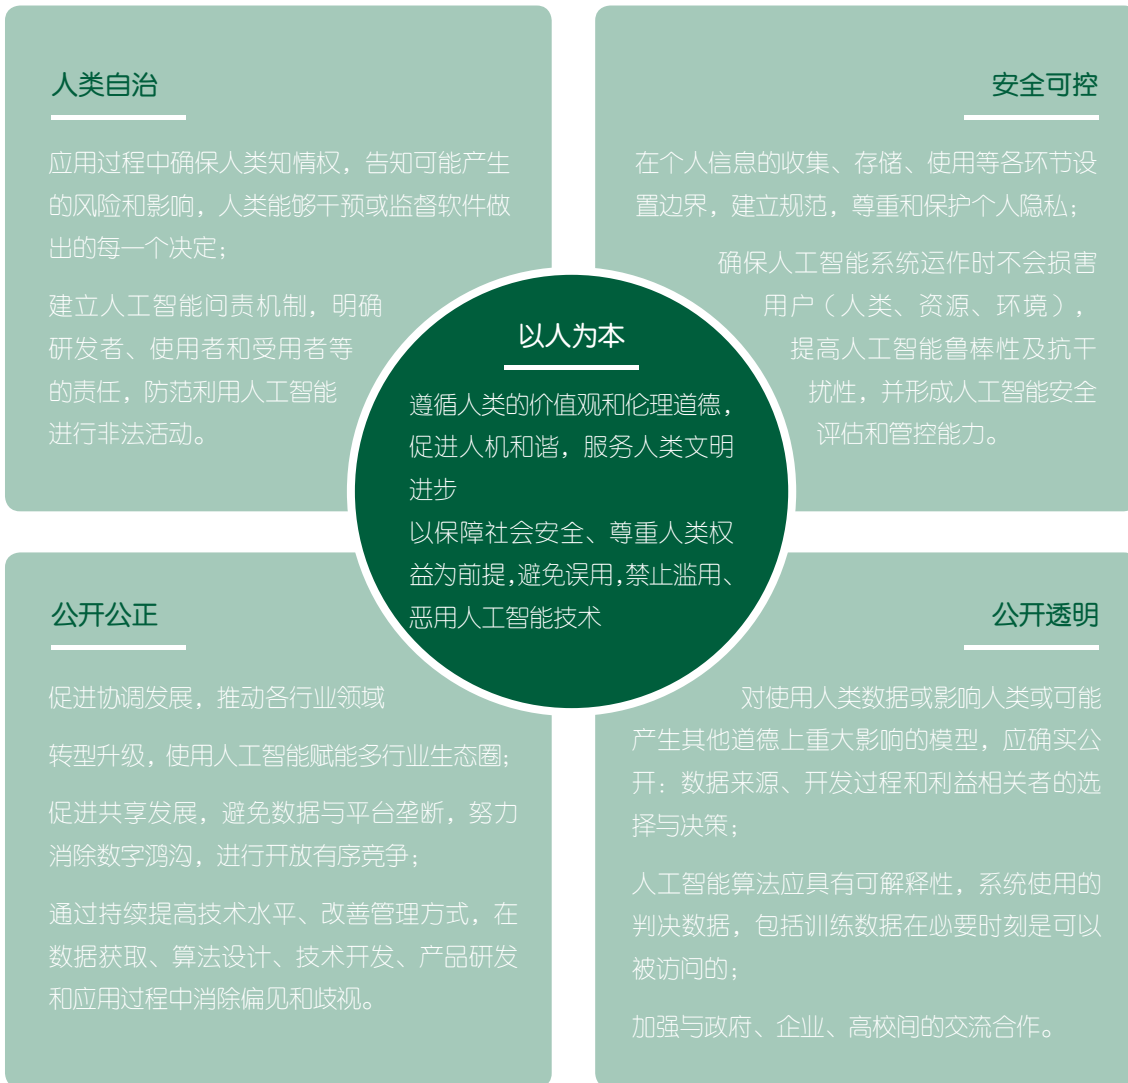 人类自治
应用过程中确保人类知情权，告知可能产生
的风险和影响，人类能够干预或监督软件做
出的每一个决定；
建立人工智能问责机制，明确
研发者、使用者和受用者等
的责任，防范利用人工智能
进行非法活动。
安全可控
在个人信息的收集、存储、使用等各环节设
置边界，建立规范，尊重和保护个人隐私；
确保人工智能系统运作时不会损害
用户（人类、资源、环境），
提高人工智能鲁棒性及抗干
扰性，并形成人工智能安全
评估和管控能力。
以人为本
遵循人类的价值观和伦理道德，
促进人机和谐，服务人类文明
进步
以保障社会安全、尊重人类权
益为前提，避免误用，禁止滥用、
恶用人工智能技术
公开公正
促进协调发展，推动各行业领域
转型升级，使用人工智能赋能多行业生态圈；
促进共享发展，避免数据与平台垄断，努力
消除数字鸿沟，进行开放有序竞争；
通过持续提高技术水平、改善管理方式，在
数据获取、算法设计、技术开发、产品研发
和应用过程中消除偏见和歧视。
公开透明
对使用人类数据或影响人类或可能
产生其他道德上重大影响的模型，应确实公
开：数据来源、开发过程和利益相关者的选
择与决策；
人工智能算法应具有可解释性，系统使用的
判决数据，包括训练数据在必要时刻是可以
被访问的；
加强与政府、企业、高校间的交流合作。